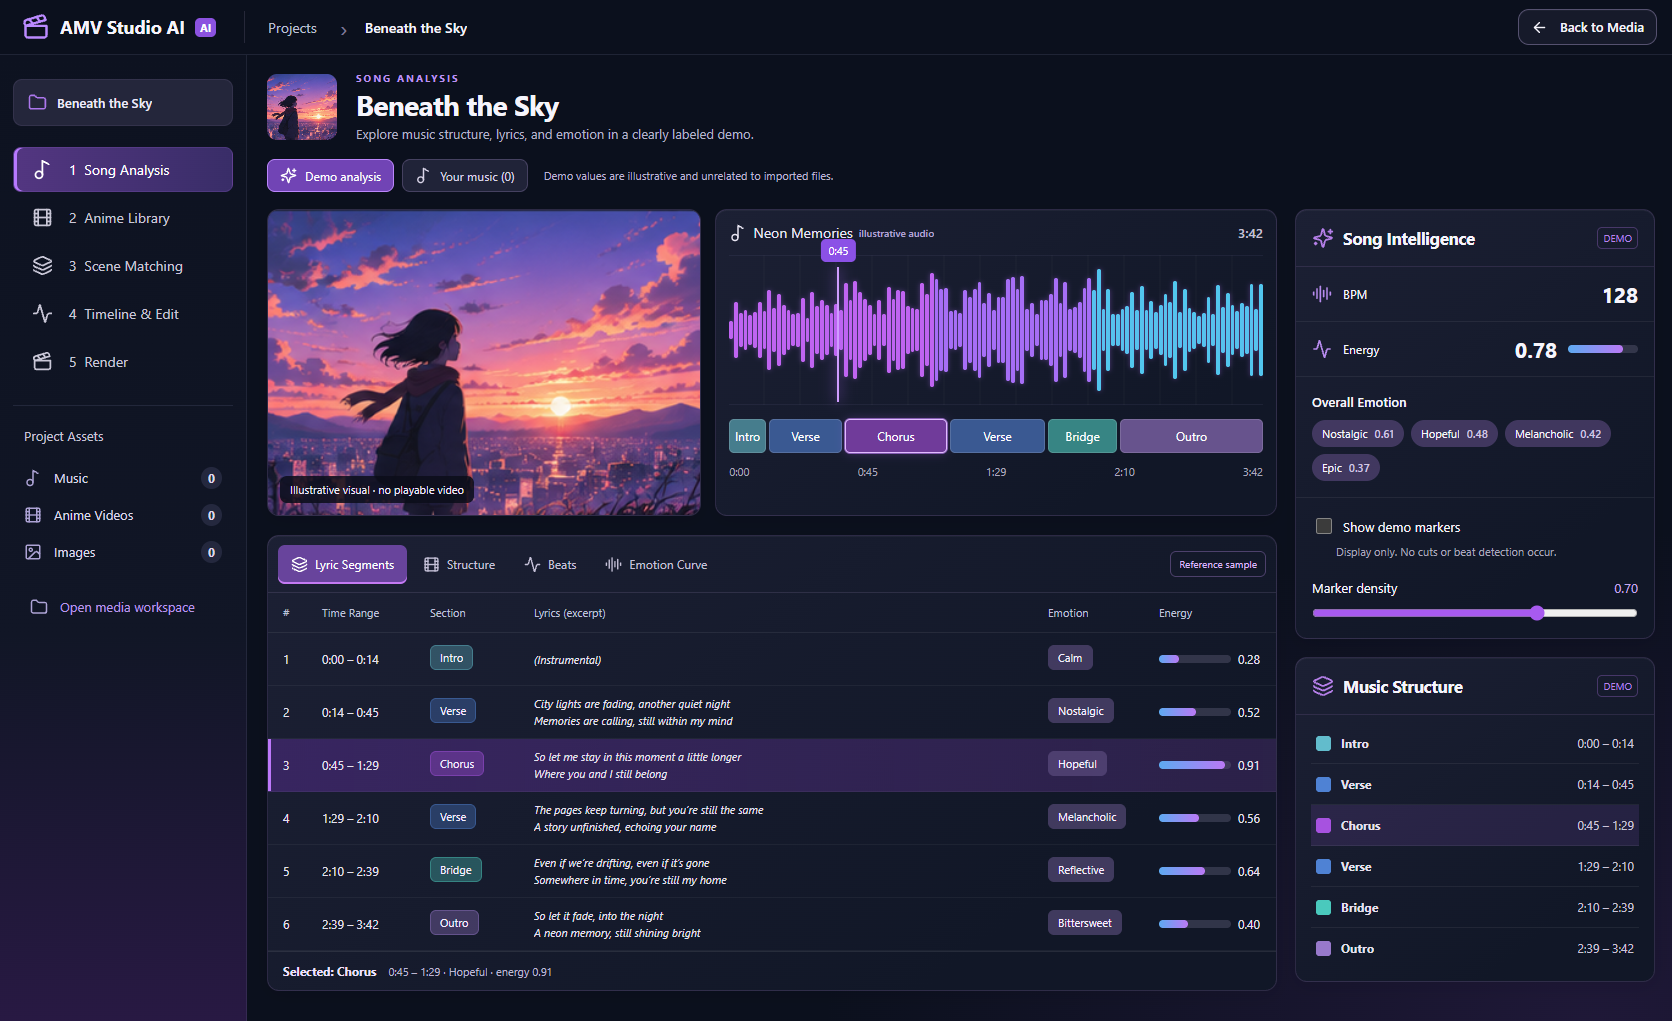 AMV Studio AI AI
Projects › Beneath the Sky
Back to Media
Beneath the Sky
1 Song Analysis
2 Anime Library
3 Scene Matching
4 Timeline & Edit
5 Render
Project Assets
Music 0
Anime Videos 0
Images 0
Open media workspace
SONG ANALYSIS
Beneath the Sky
Explore music structure, lyrics, and emotion in a clearly labeled demo.
Demo analysis
Your music (0)
Demo values are illustrative and unrelated to imported files.
Illustrative visual · no playable video
Neon Memories illustrative audio 3:42
0:45
Intro Verse Chorus Verse Bridge Outro
0:00 0:45 1:29 2:10 3:42
Lyric Segments Structure Beats Emotion Curve Reference sample
# Time Range Section Lyrics (excerpt) Emotion Energy
1 0:00 – 0:14 Intro (Instrumental) Calm 0.28
2 0:14 – 0:45 Verse City lights are fading, another quiet night
Memories are calling, still within my mind Nostalgic 0.52
3 0:45 – 1:29 Chorus So let me stay in this moment a little longer
Where you and I still belong Hopeful 0.91
4 1:29 – 2:10 Verse The pages keep turning, but you're still the same
A story unfinished, echoing your name Melancholic 0.56
5 2:10 – 2:39 Bridge Even if we're drifting, even if it's gone
Somewhere in time, you're still my home Reflective 0.64
6 2:39 – 3:42 Outro So let it fade, into the night
A neon memory, still shining bright Bittersweet 0.40
Selected: Chorus 0:45 – 1:29 · Hopeful · energy 0.91
Song Intelligence DEMO
BPM 128
Energy 0.78
Overall Emotion
Nostalgic 0.61 Hopeful 0.48 Melancholic 0.42
Epic 0.37
Show demo markers
Display only. No cuts or beat detection occur.
Marker density 0.70
Music Structure DEMO
Intro 0:00 – 0:14
Verse 0:14 – 0:45
Chorus 0:45 – 1:29
Verse 1:29 – 2:10
Bridge 2:10 – 2:39
Outro 2:39 – 3:42